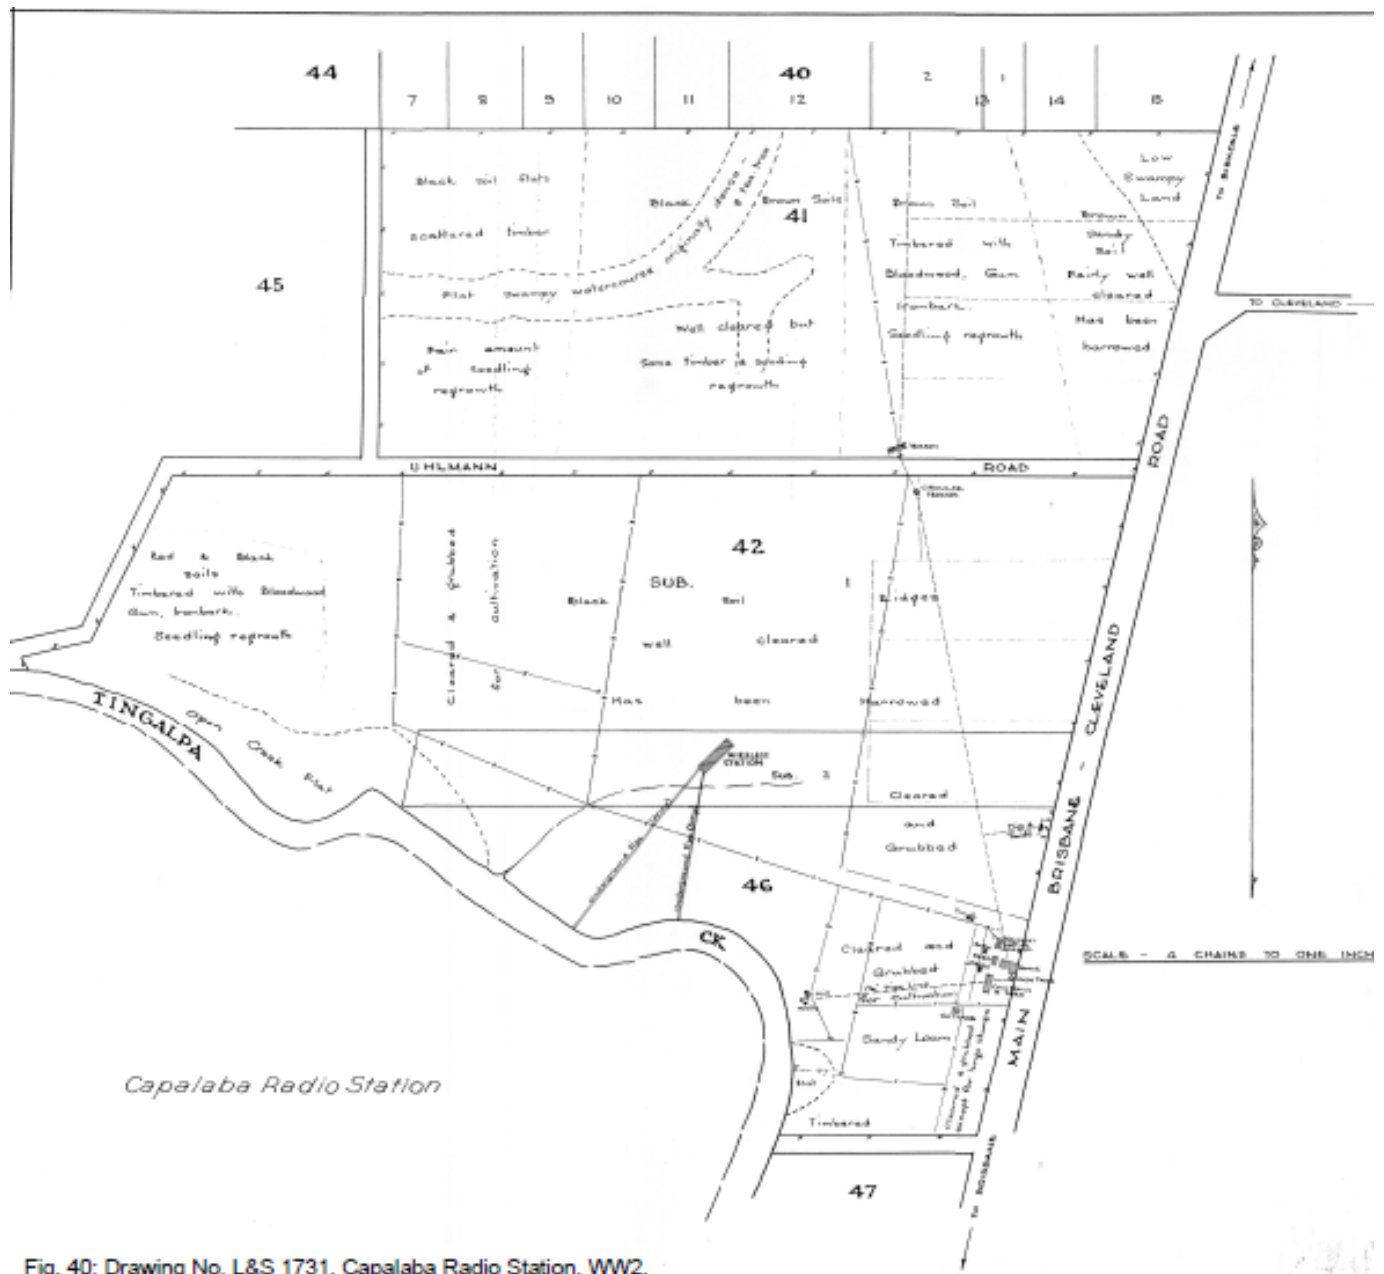 44
40
7
8
9
10
11
12
2
1
13
14
15
TO BIRKDALE
Black soil flats
scattered timber
Black
Brown Soils
41
Brown Soil
Timbered with
Bloodwood, Gum
Ironbark.
Seedling regrowth
Low
Swampy
Land
Brown
Sandy
Soil
Fairly well
cleared
Has been
harrowed
45
Flat Swampy watercourse originally dense
Well cleared but
Some timber &
regrowth
Fair amount
of Seedling
regrowth
TO CLEVELAND
UHLMANN ROAD
42
SUB. 1
Red & Black
Soils
Timbered with Bloodwood
Gum, Ironbark.
Seedling regrowth
Cleared & grubbed
for cultivation
Black Soil Ridges
Well Cleared
Has been Harrowed
TINGALPA
Open Creek Flat
WIRELESS
STATION
SUB. 2
Cleared
and
Grubbed
46
CK.
Cleared and
Grubbed
for cultivation
Sandy Loam
Timbered
47
MAIN BRISBANE - CLEVELAND ROAD
TO BRISBANE
SCALE - 4 CHAINS TO ONE INCH
Capalaba Radio Station
Fig. 40: Drawing No. L&S 1731, Capalaba Radio Station, WW2.